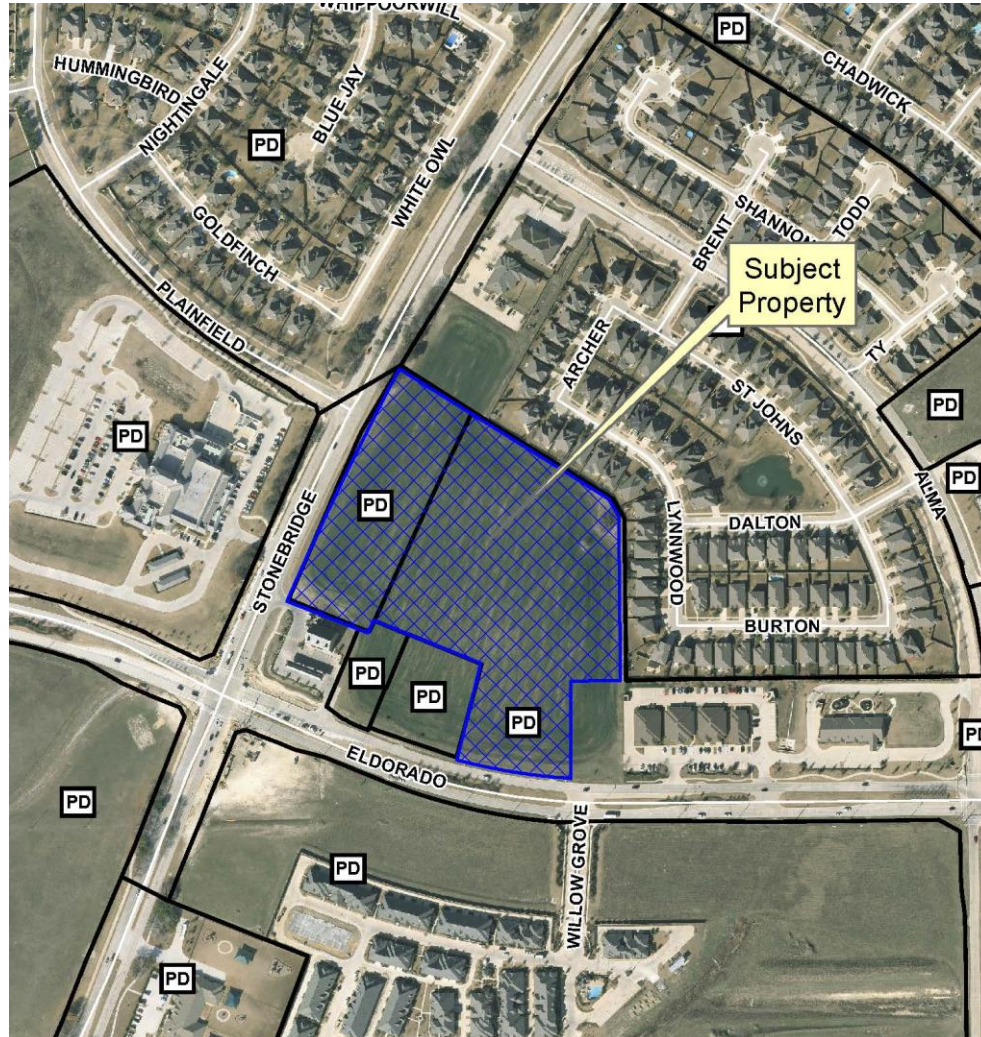 WHIPPOORWILL
PD
CHADWICK
HUMMINGBIRD
NIGHTINGALE
BLUE JAY
PD
WHITE OWL
GOLDFINCH
SHANNON
TODD
BRENT
Subject
Property
PLAINFIELD
ARCHER
TY
ST JOHNS
PD
PD
PD
ALMA
PD
PD
STONEBRIDGE
LYNNWOOD
DALTON
BURTON
PD
PD
PD
PD
ELDORADO
PD
WILLOW GROVE
PD
PD